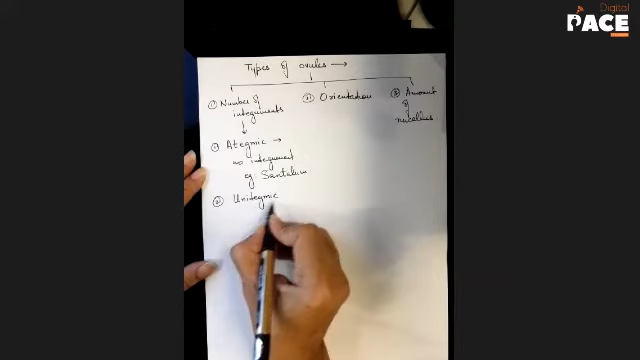 Digital
PACE
Types of ovules →
① Number of integuments
② Orientation
③ Amount of nucellus
① Ategmic →
no integument
eg: Santalum
② Unitegmic